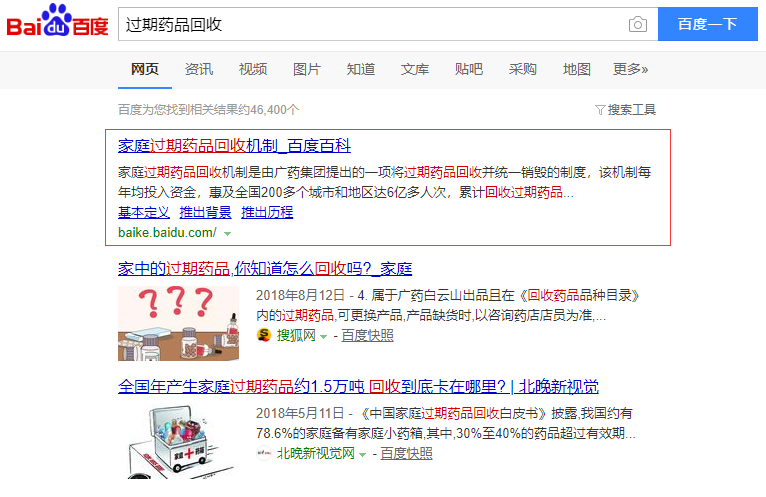 Bai du 百度
过期药品回收
百度一下
网页 资讯 视频 图片 知道 文库 贴吧 采购 地图 更多»
百度为您找到相关结果约46,400个
搜索工具
家庭过期药品回收机制_百度百科
家庭过期药品回收机制是由广药集团提出的一项将过期药品回收并统一销毁的制度，该机制每
年均投入资金，惠及全国200多个城市和地区达6亿多人次，累计回收过期药品...
基本定义 推出背景 推出历程
baike.baidu.com/
家中的过期药品,你知道怎么回收吗?_家庭
2018年8月12日 - 4. 属于广药白云山出品且在《回收药品品种目录》
内的过期药品,可更换产品,产品缺货时,以咨询药店店员为准,...
搜狐网 - 百度快照
全国年产生家庭过期药品约1.5万吨 回收到底卡在哪里? | 北晚新视觉
2018年5月11日 - 《中国家庭过期药品回收白皮书》披露,我国约有
78.6%的家庭备有家庭小药箱,其中,30%至40%的药品超过有效期...
北晚新视觉网 - 百度快照
家庭 药箱